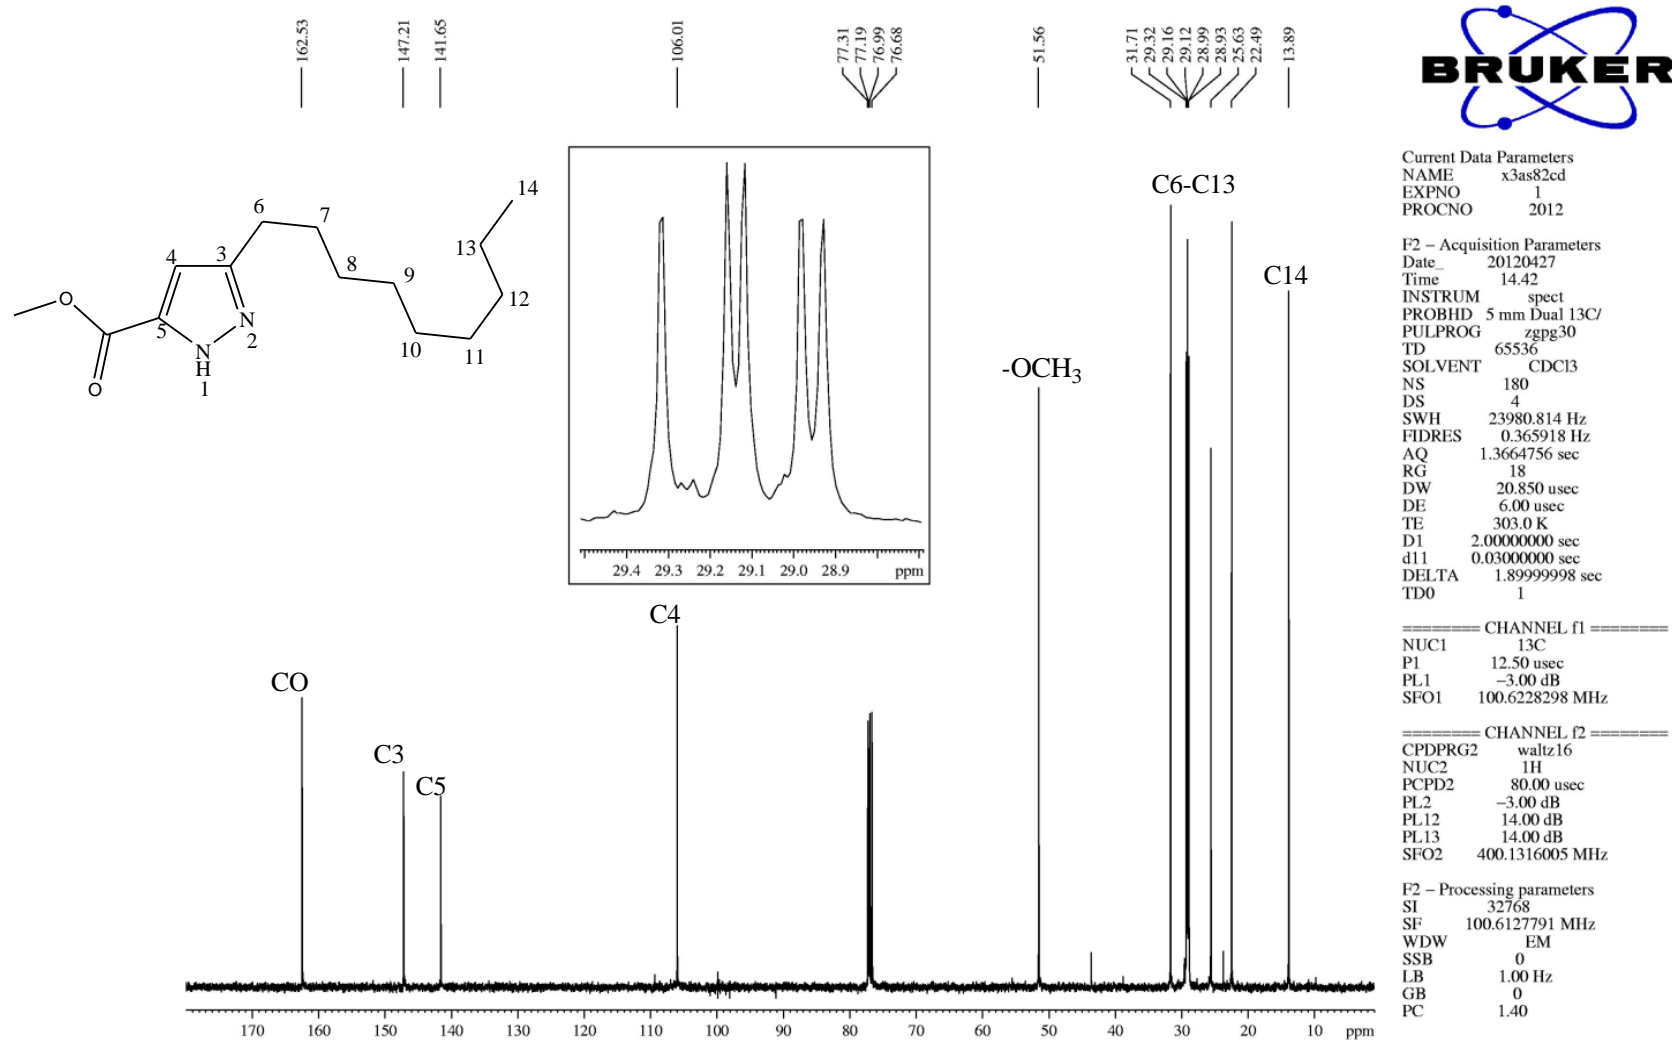 162.53
147.21
141.65
106.01
77.31
77.19
76.99
76.68
51.56
31.71
29.32
29.16
29.12
28.99
28.93
25.63
22.49
13.89
BRUKER
14
6
7
13
4
3
8
9
O
12
5
N
2
10
11
N
H
1
O
29.4 29.3 29.2 29.1 29.0 28.9 ppm
C6-C13
C14
-OCH3
C4
CO
C3
C5
170 160 150 140 130 120 110 100 90 80 70 60 50 40 30 20 10 ppm
Current Data Parameters
NAME x3as82cd
EXPNO 1
PROCNO 2012
F2 – Acquisition Parameters
Date_ 20120427
Time 14.42
INSTRUM spect
PROBHD 5 mm Dual 13C/
PULPROG zgpg30
TD 65536
SOLVENT CDCl3
NS 180
DS 4
SWH 23980.814 Hz
FIDRES 0.365918 Hz
AQ 1.3664756 sec
RG 18
DW 20.850 usec
DE 6.00 usec
TE 303.0 K
D1 2.00000000 sec
d11 0.03000000 sec
DELTA 1.89999998 sec
TD0 1
======== CHANNEL f1 ========
NUC1 13C
P1 12.50 usec
PL1 –3.00 dB
SFO1 100.6228298 MHz
======== CHANNEL f2 ========
CPDPRG2 waltz16
NUC2 1H
PCPD2 80.00 usec
PL2 –3.00 dB
PL12 14.00 dB
PL13 14.00 dB
SFO2 400.1316005 MHz
F2 – Processing parameters
SI 32768
SF 100.6127791 MHz
WDW EM
SSB 0
LB 1.00 Hz
GB 0
PC 1.40